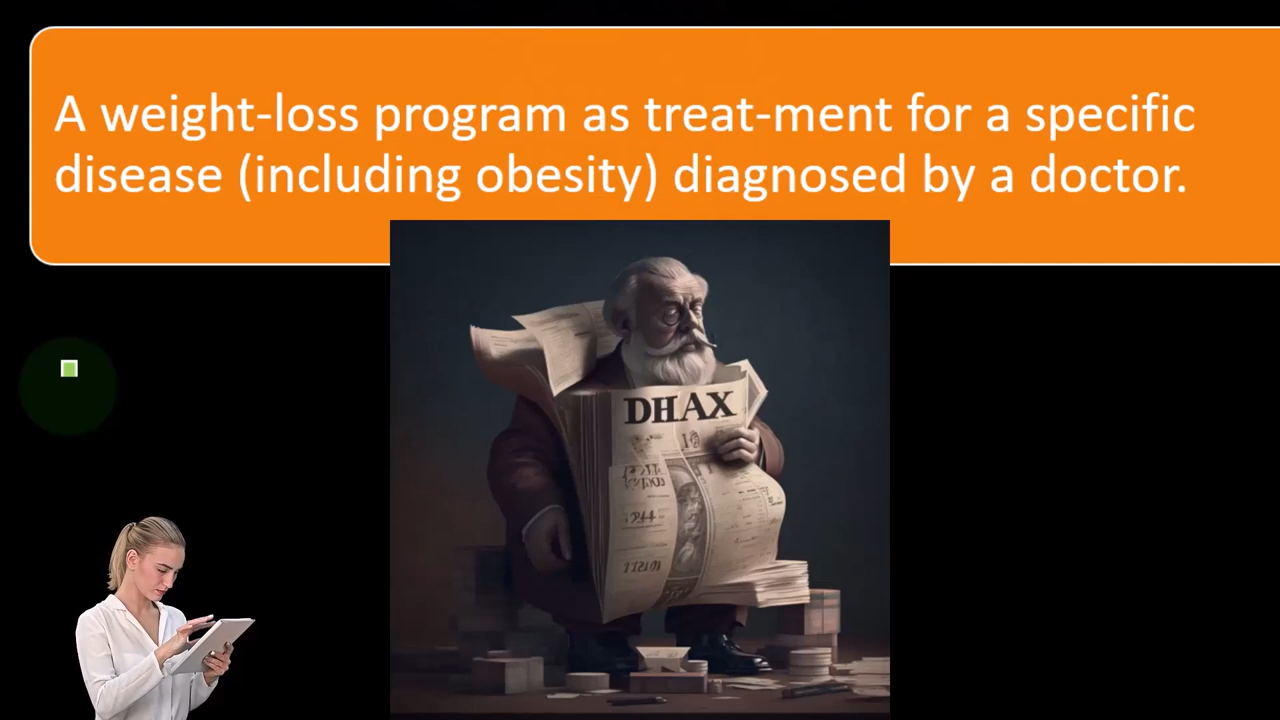 A weight-loss program as treat-ment for a specific
disease (including obesity) diagnosed by a doctor.
DHAX